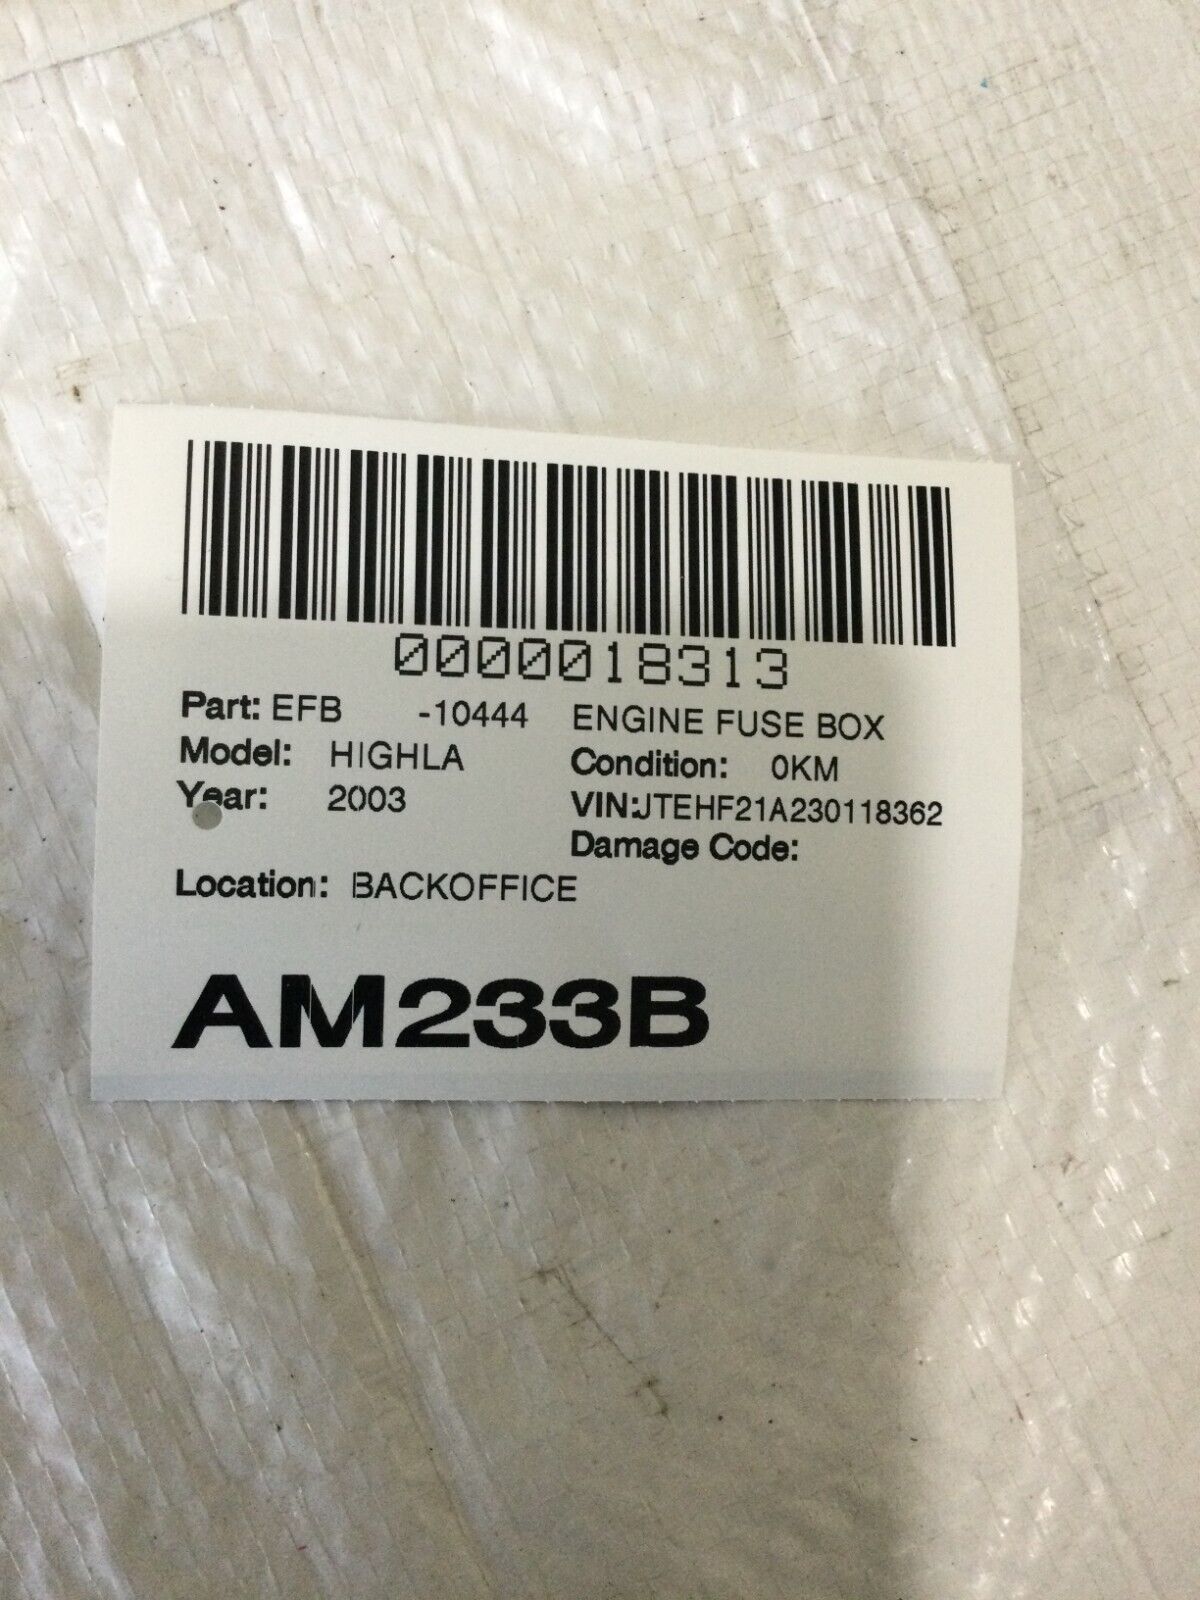 0000018313
Part: EFB -10444 ENGINE FUSE BOX
Model: HIGHLA Condition: 0KM
Year: 2003 VIN:JTEHF21A230118362
Damage Code:
Location: BACKOFFICE
AM233B